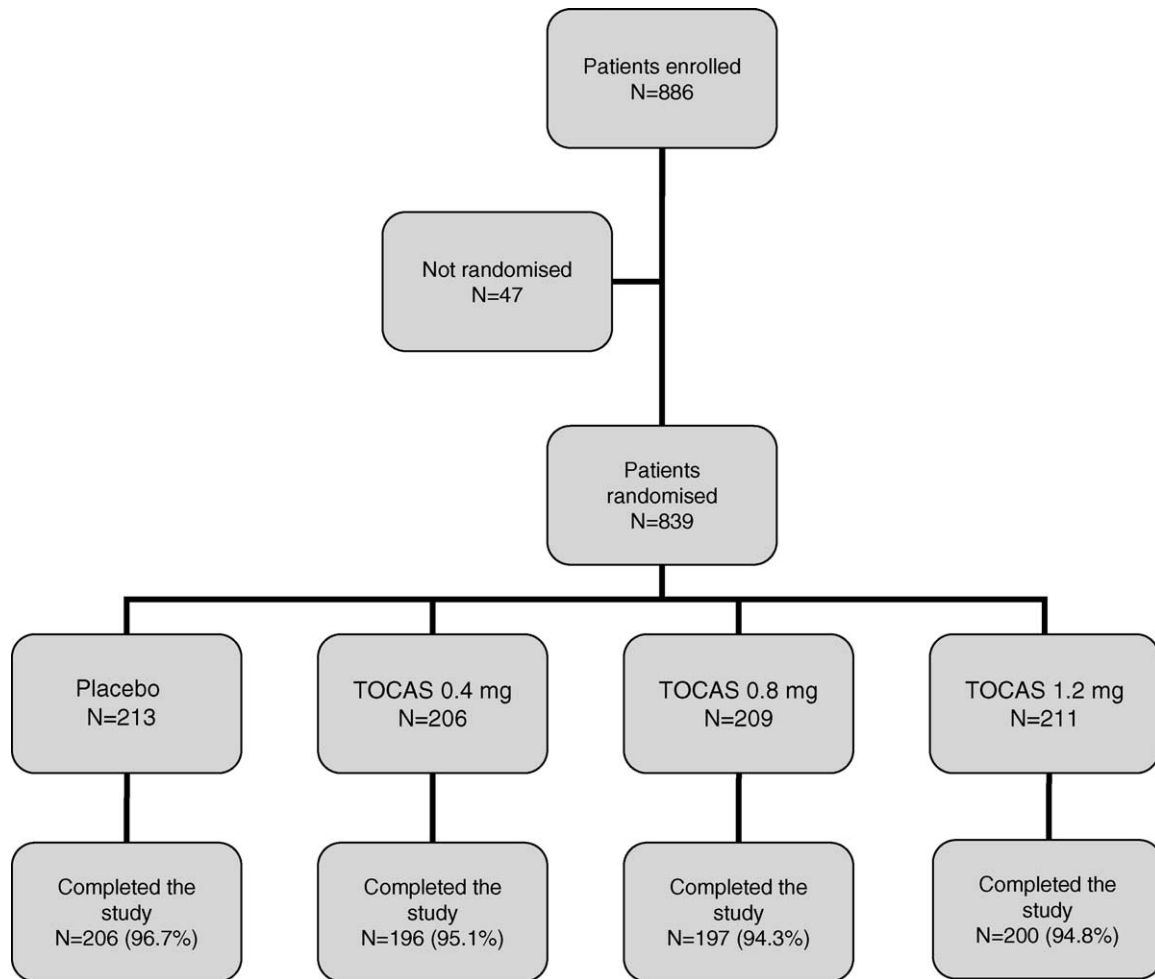 Patients enrolled
N=886
Not randomised
N=47
Patients
randomised
N=839
Placebo
N=213
TOCAS 0.4 mg
N=206
TOCAS 0.8 mg
N=209
TOCAS 1.2 mg
N=211
Completed the
study
N=206 (96.7%)
Completed the
study
N=196 (95.1%)
Completed the
study
N=197 (94.3%)
Completed the
study
N=200 (94.8%)